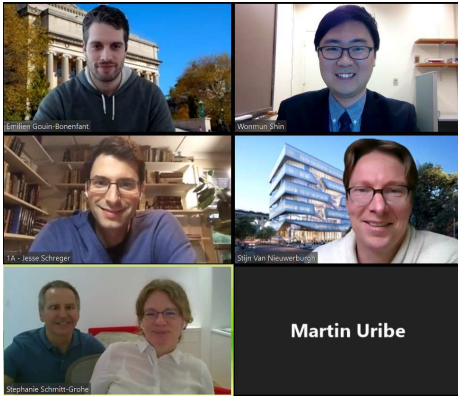 Emilien Gouin-Bonenfant
Wonmun Shin
1A - Jesse Schreger
Stijn Van Nieuwerburgh
Stephanie Schmitt-Grohe
Martin Uribe